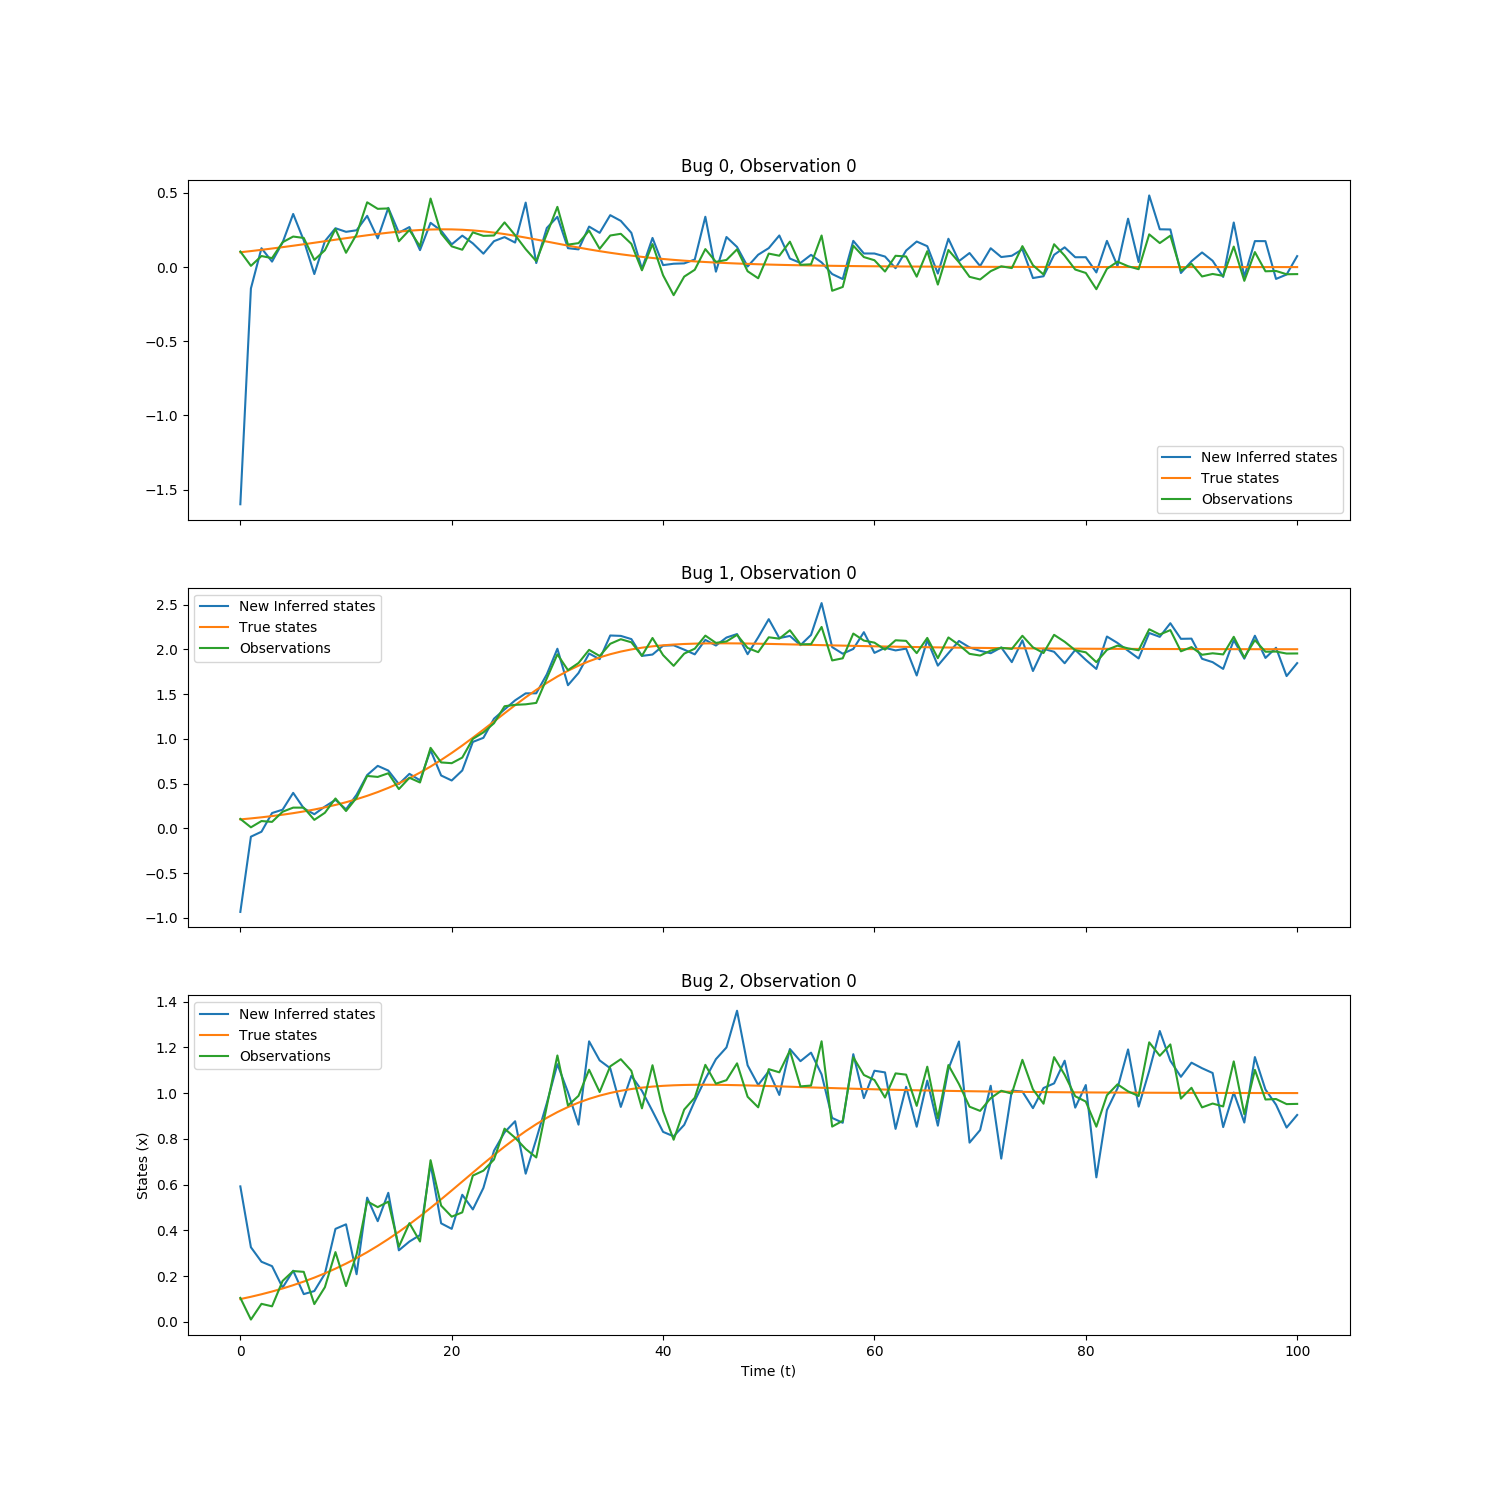 Bug 0, Observation 0
0.5
0.0
−0.5
−1.0
−1.5
New Inferred states
True states
Observations
Bug 1, Observation 0
2.5
2.0
1.5
1.0
0.5
0.0
−0.5
−1.0
New Inferred states
True states
Observations
Bug 2, Observation 0
1.4
1.2
1.0
0.8
0.6
0.4
0.2
0.0
New Inferred states
True states
Observations
States (x)
0 20 40 60 80 100
Time (t)